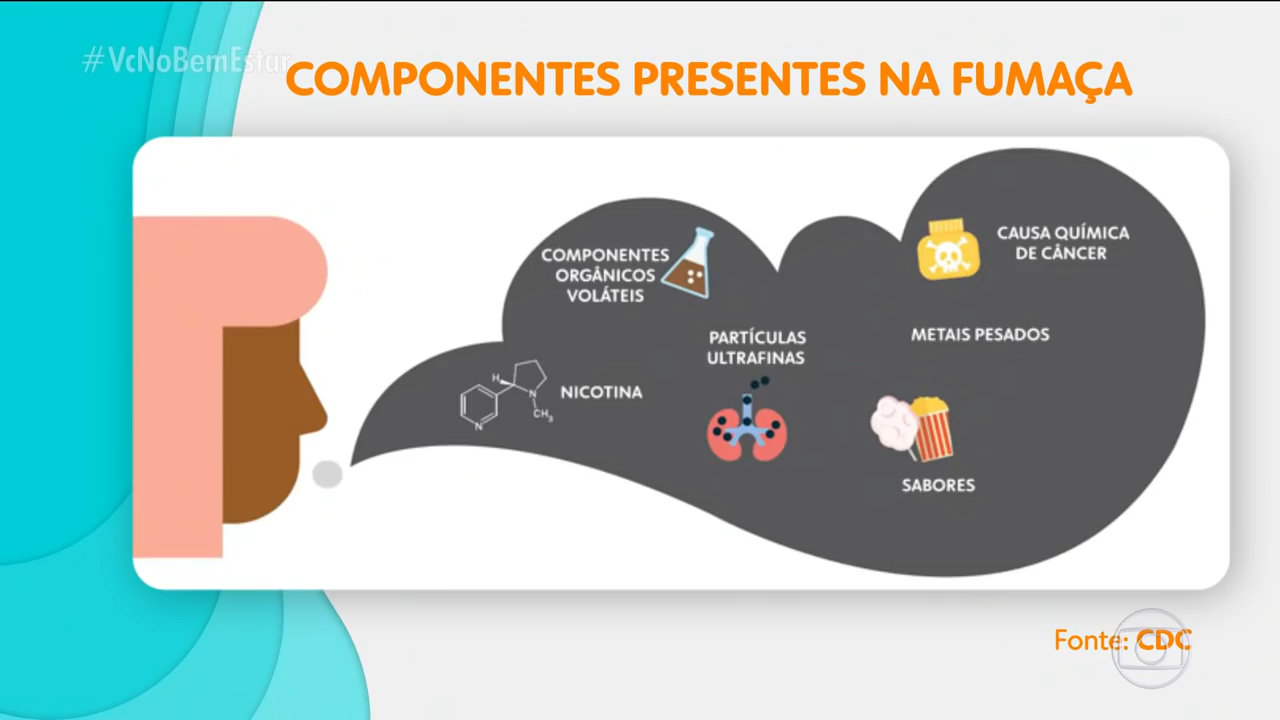 #VcNoBemEstar
COMPONENTES PRESENTES NA FUMAÇA
COMPONENTES
ORGÂNICOS
VOLÁTEIS
CAUSA QUÍMICA
DE CÂNCER
PARTÍCULAS
ULTRAFINAS
METAIS PESADOS
H
N
CH3
N
NICOTINA
SABORES
Fonte: CDC